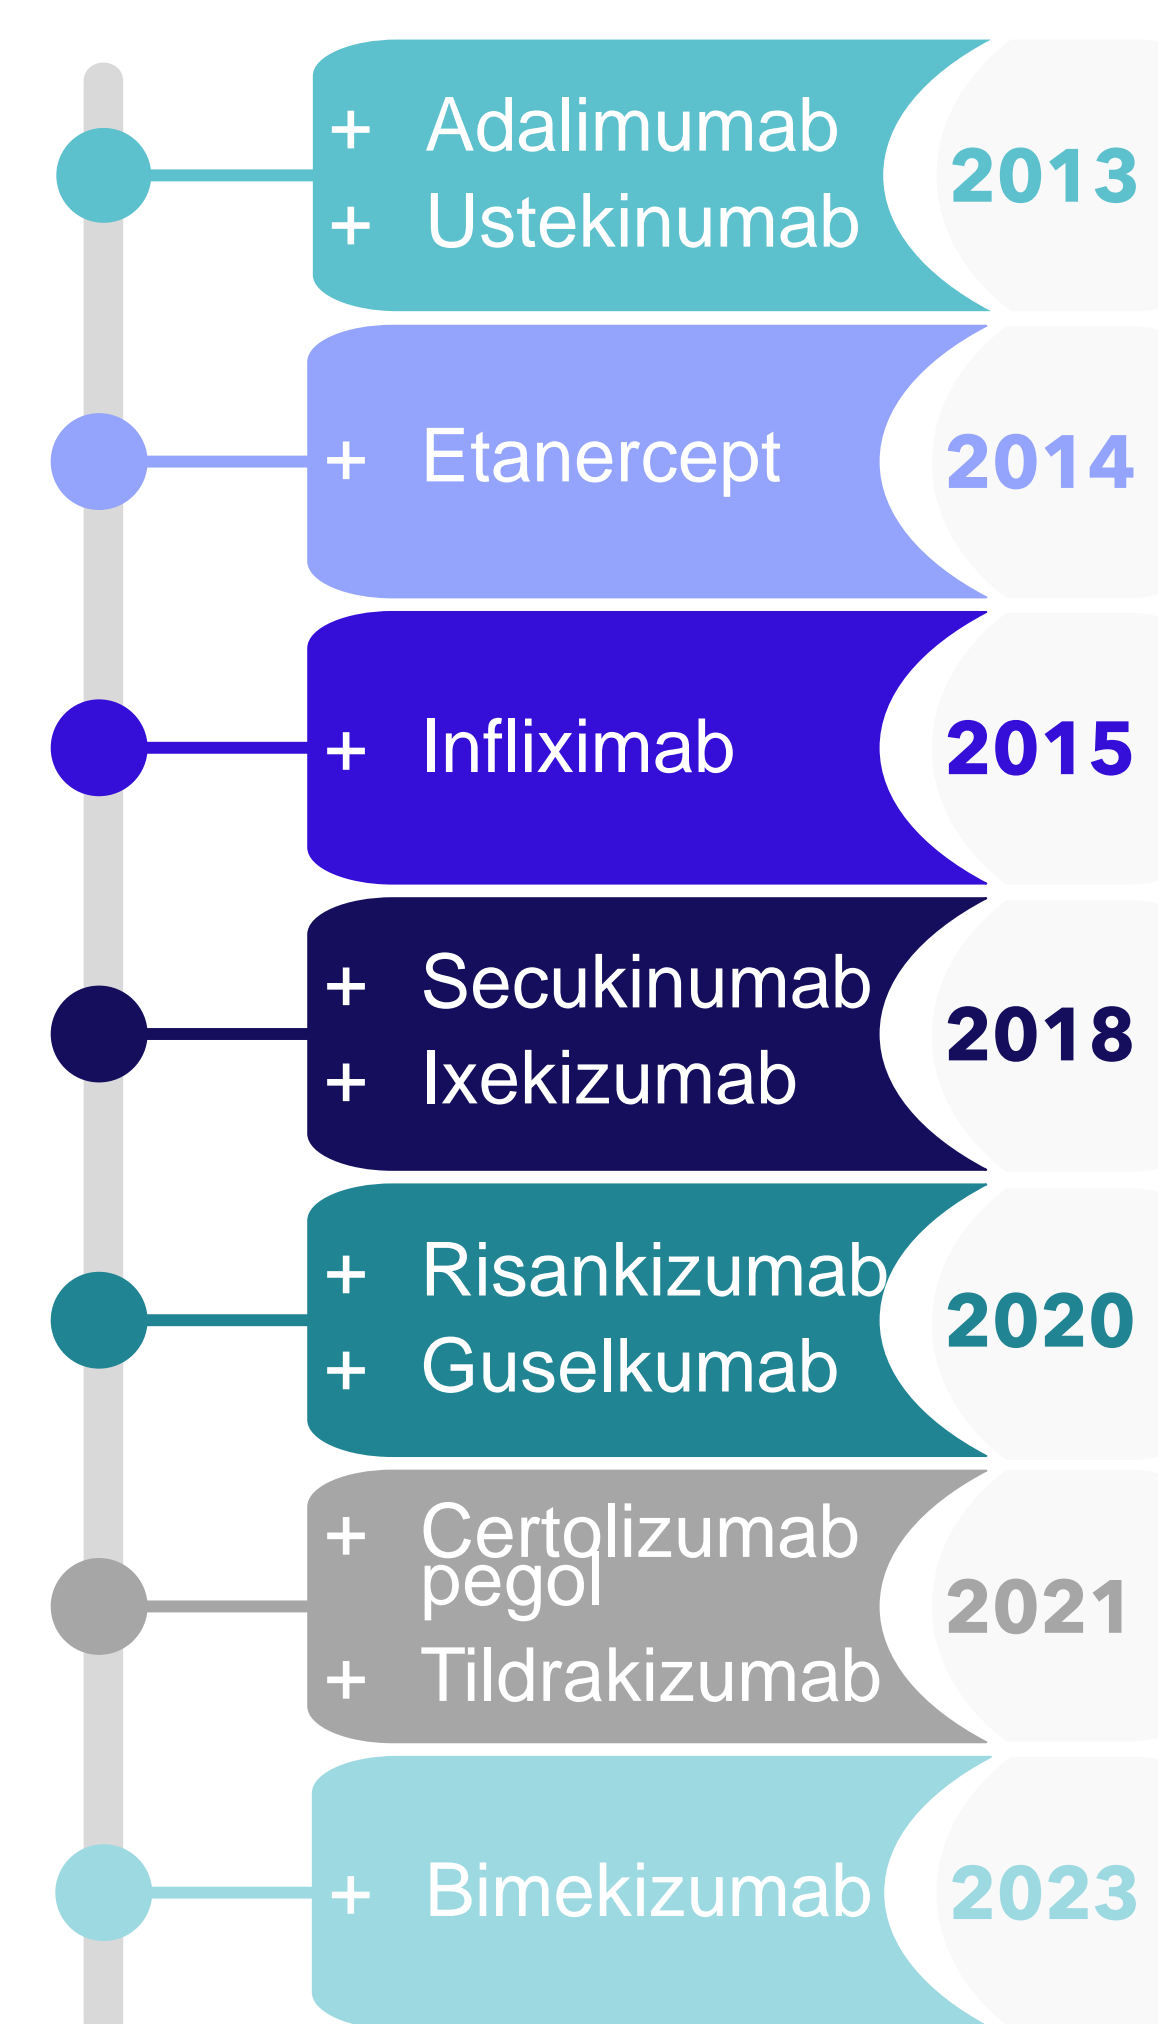 + Adalimumab
+ Ustekinumab
2013
+ Etanercept
2014
+ Infliximab
2015
+ Secukinumab
+ Ixekizumab
2018
+ Risankizumab
+ Guselkumab
2020
+ Certolizumab
pegol
+ Tildrakizumab
2021
+ Bimekizumab
2023